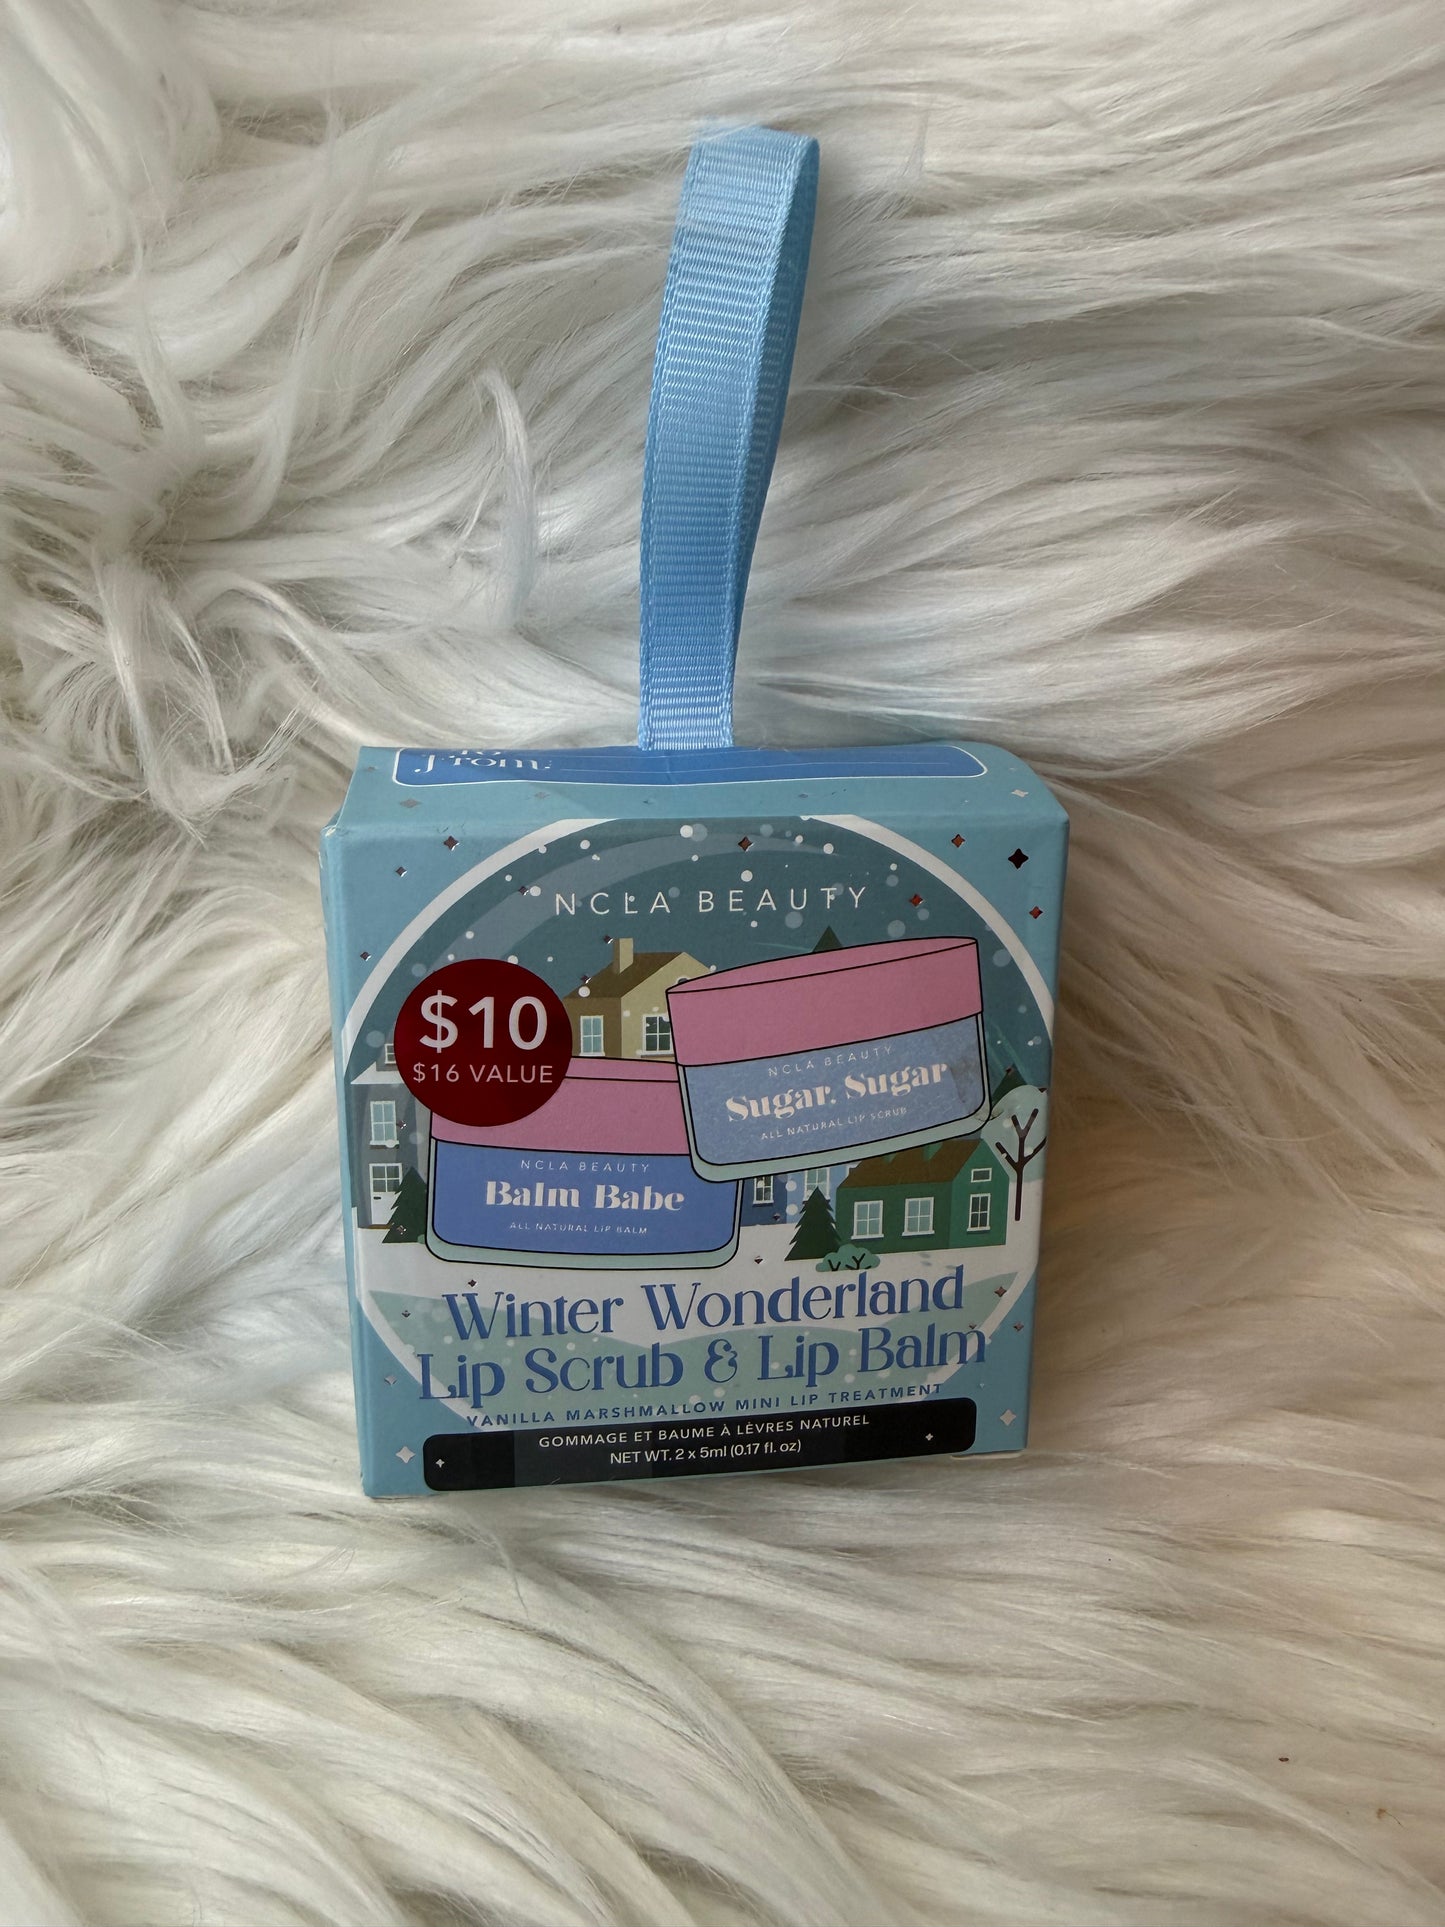 From:
NCLA BEAUTY
$10
$16 VALUE
NCLA BEAUTY
Sugar, Sugar
ALL NATURAL LIP SCRUB
NCLA BEAUTY
Balm Babe
ALL NATURAL LIP BALM
Winter Wonderland
Lip Scrub & Lip Balm
VANILLA MARSHMALLOW MINI LIP TREATMENT
GOMMAGE ET BAUME À LÈVRES NATUREL
NET WT. 2 x 5ml (0.17 fl. oz)